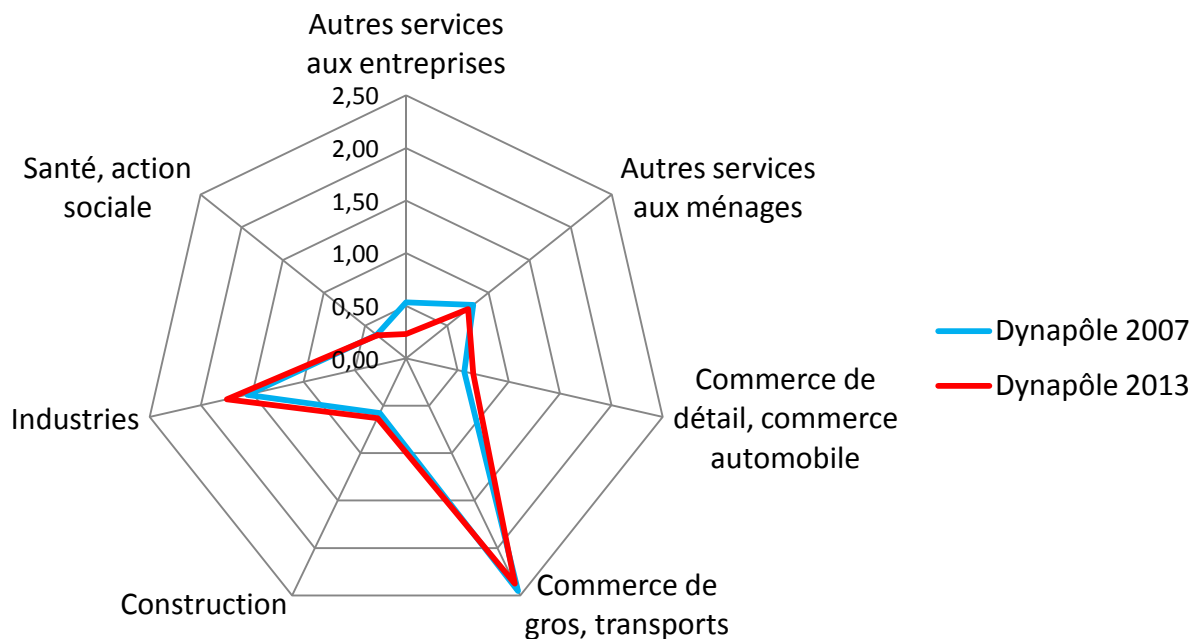 Autres services
aux entreprises
2,50
2,00
1,50
1,00
0,50
0,00
Autres services
aux ménages
Commerce de
détail, commerce
automobile
Commerce de
gros, transports
Construction
Industries
Santé, action
sociale
Dynapôle 2007
Dynapôle 2013